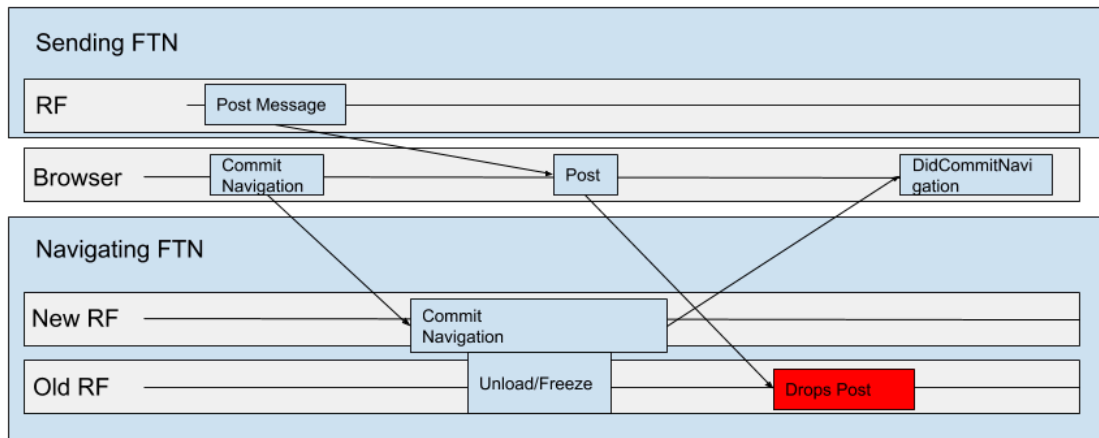 Sending FTN
RF
Post Message
Browser
Commit
Navigation
Post
DidCommitNavi
gation
Navigating FTN
New RF
Commit
Navigation
Old RF
Unload/Freeze
Drops Post